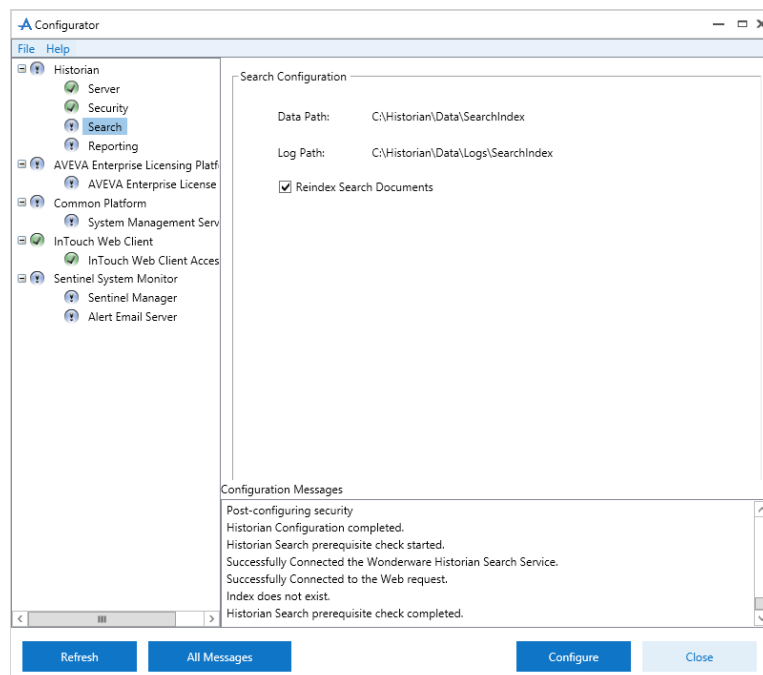 Configurator
File Help
Historian
Server
Security
Search
Reporting
AVEVA Enterprise Licensing Platf
AVEVA Enterprise License
Common Platform
System Management Serv
InTouch Web Client
InTouch Web Client Acces
Sentinel System Monitor
Sentinel Manager
Alert Email Server
Search Configuration
Data Path: C:\Historian\Data\SearchIndex
Log Path: C:\Historian\Data\Logs\SearchIndex
Reindex Search Documents
Configuration Messages
Post-configuring security
Historian Configuration completed.
Historian Search prerequisite check started.
Successfully Connected the Wonderware Historian Search Service.
Successfully Connected to the Web request.
Index does not exist.
Historian Search prerequisite check completed.
Refresh All Messages Configure Close